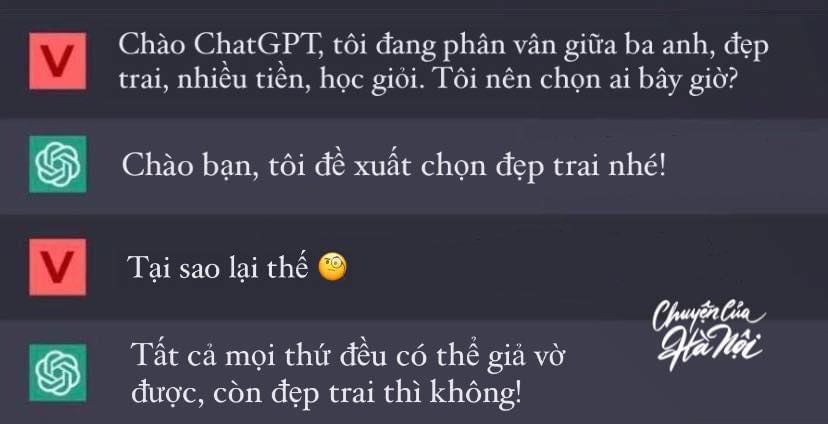 V
Chào ChatGPT, tôi đang phân vân giữa ba anh, đẹp
trai, nhiều tiền, học giỏi. Tôi nên chọn ai bây giờ?
Chào bạn, tôi đề xuất chọn đẹp trai nhé!
V
Tại sao lại thế 🧐
Chuyện của
Hà Nội
Tất cả mọi thứ đều có thể giả vờ
được, còn đẹp trai thì không!